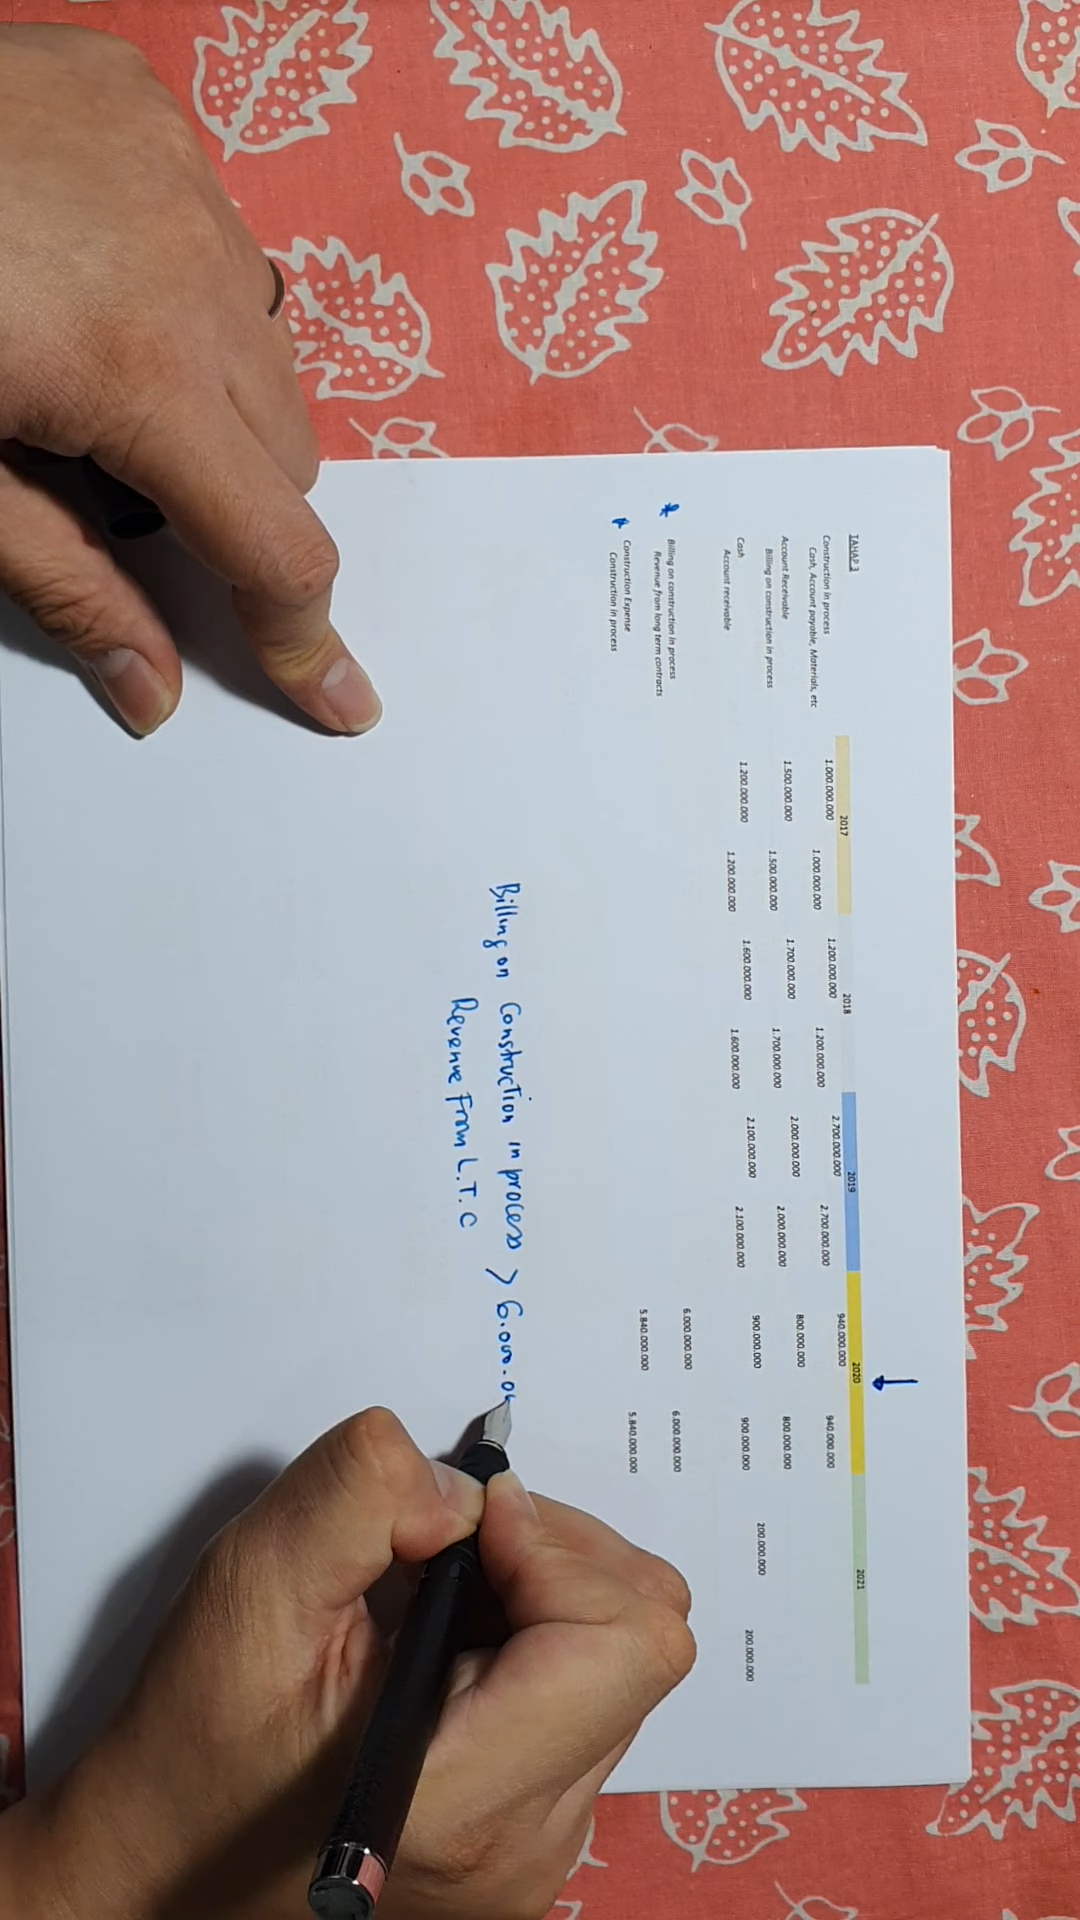 TAHAP 3
2017 2018 2019 2020 2021
Construction in process 1.000.000.000 1.200.000.000 2.700.000.000 940.000.000
Cash, Account payable, Materials, etc 1.000.000.000 1.200.000.000 2.700.000.000 940.000.000
Account Receivable 1.500.000.000 1.700.000.000 2.000.000.000 800.000.000
Billing on construction in process 1.500.000.000 1.700.000.000 2.000.000.000 800.000.000
Cash 1.200.000.000 1.600.000.000 2.100.000.000 900.000.000 200.000.000
Account receivable 1.200.000.000 1.600.000.000 2.100.000.000 900.000.000 200.000.000
* Billing on construction in process 6.000.000.000
Revenue from long term contracts 6.000.000.000
* Construction Expense 5.840.000.000
Construction in process 5.840.000.000
Billing on Construction in process > 6.000.00
Revenue From L.T.C